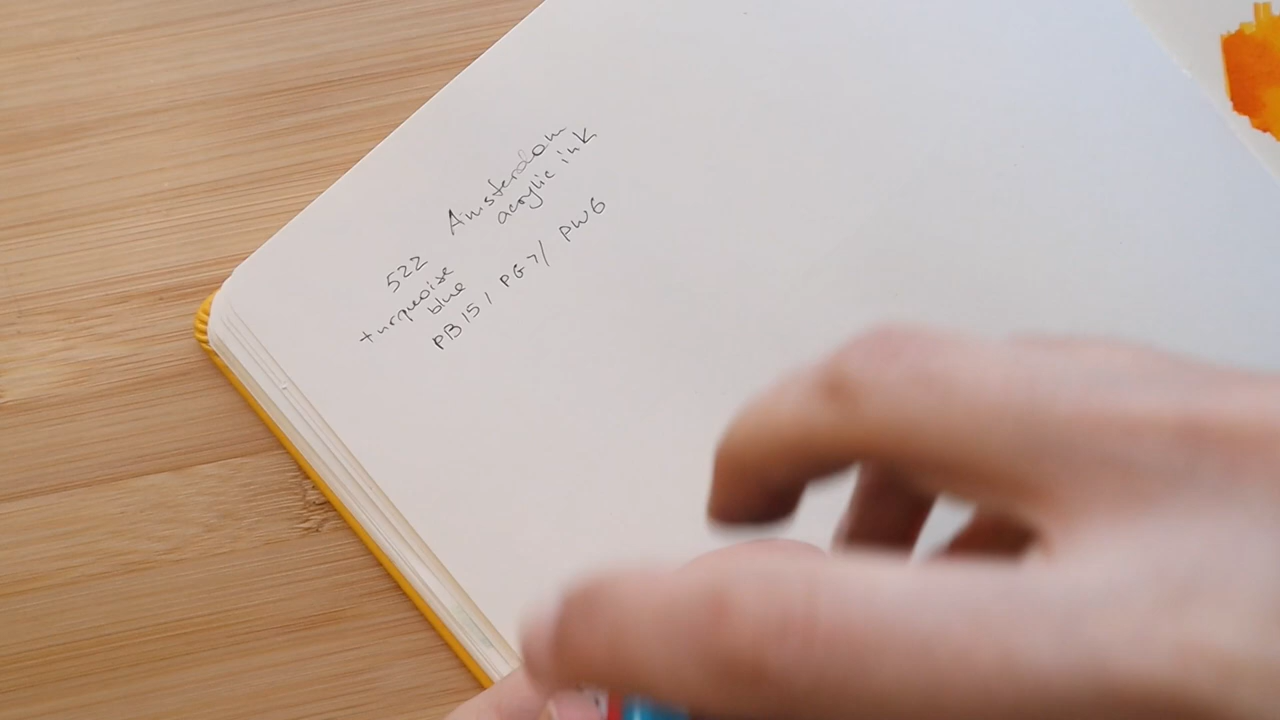 Amsterdam
acrylic ink
522
turquoise
blue
PB15/ PG7/ PW6